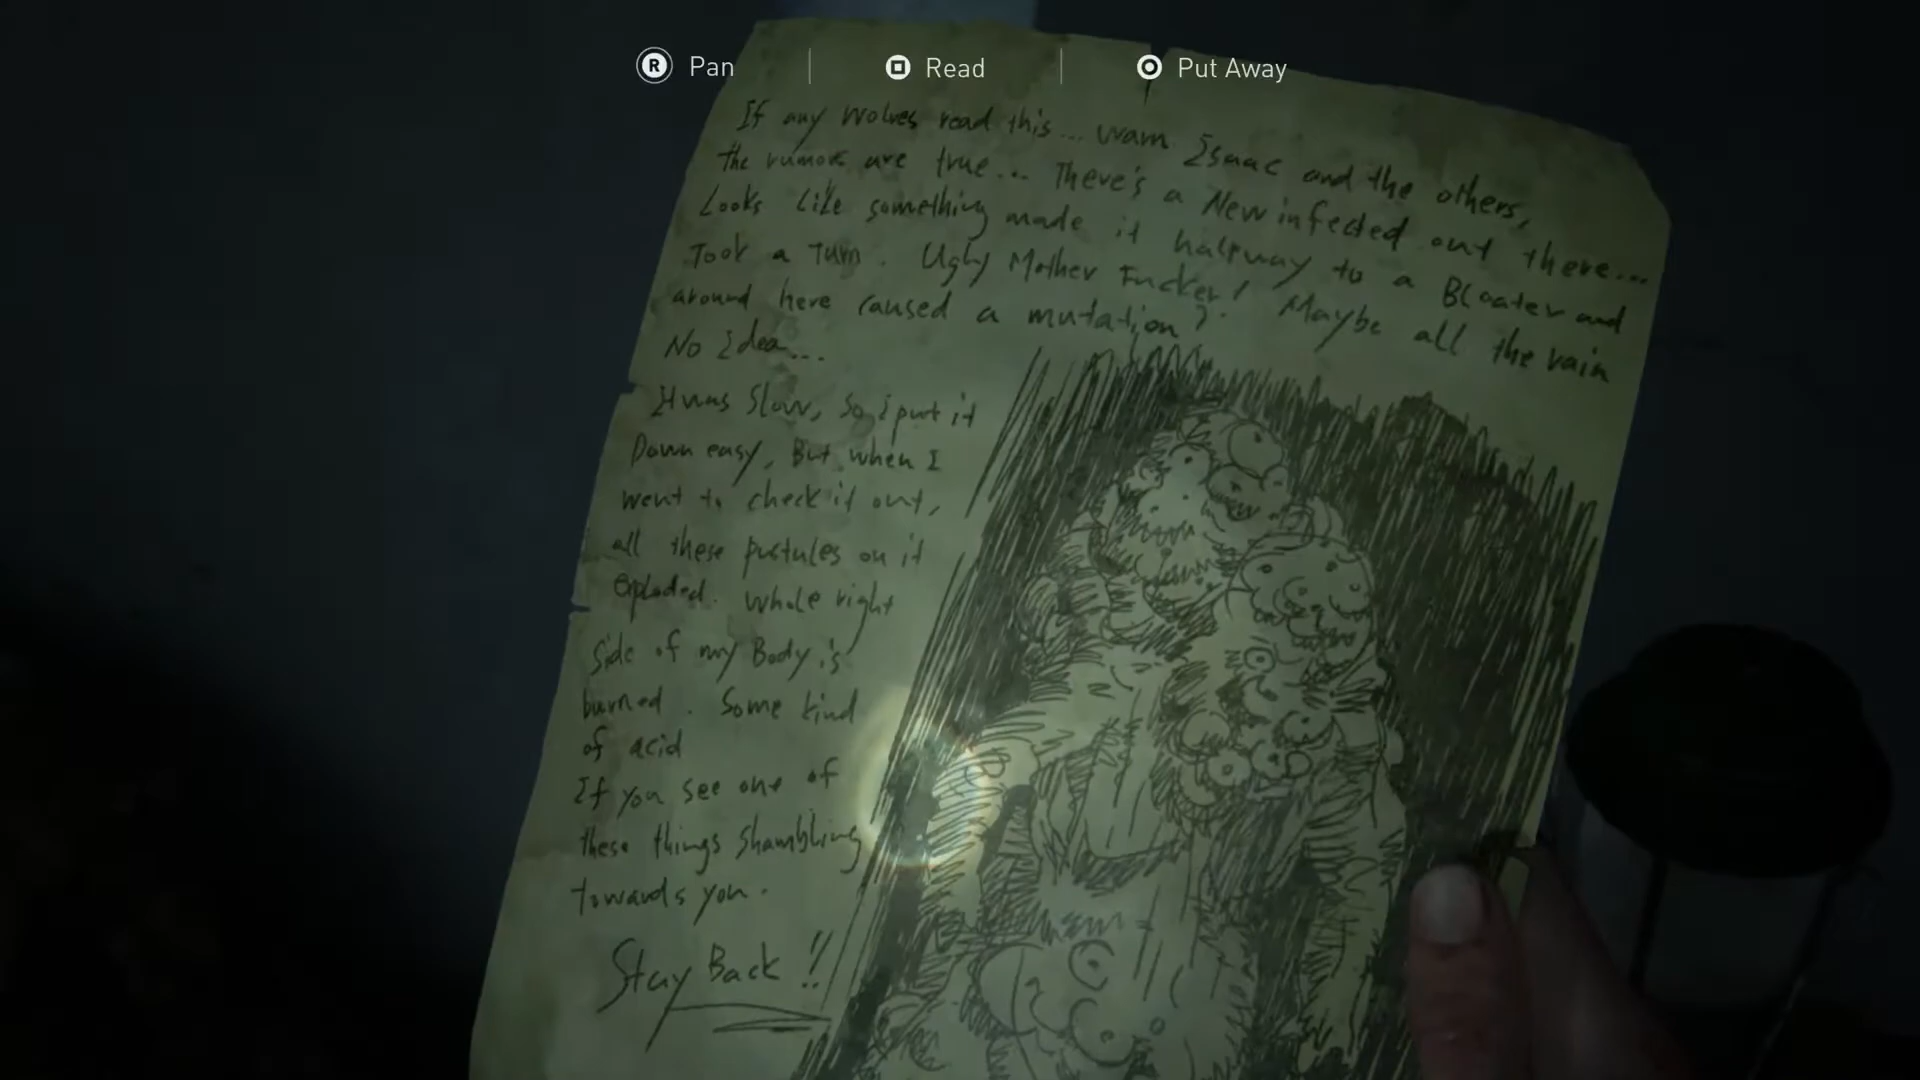 R Pan Read Put Away
If any wolves read this... warn Isaac and the others,
The rumors are true... There's a New infected out there...
Looks like something made it halfway to a Bloater and
Took a Turn. Ugly Mother Fucker! Maybe all the rain
around here caused a mutation?
No Idea...
It was Slow, so i put it
Down easy, But when I
went to check it out,
all these pustules on it
Exploded. Whole right
Side of my Body is
burned. Some kind
of acid
If you see one of
these things shambling
towards you.
Stay Back!!